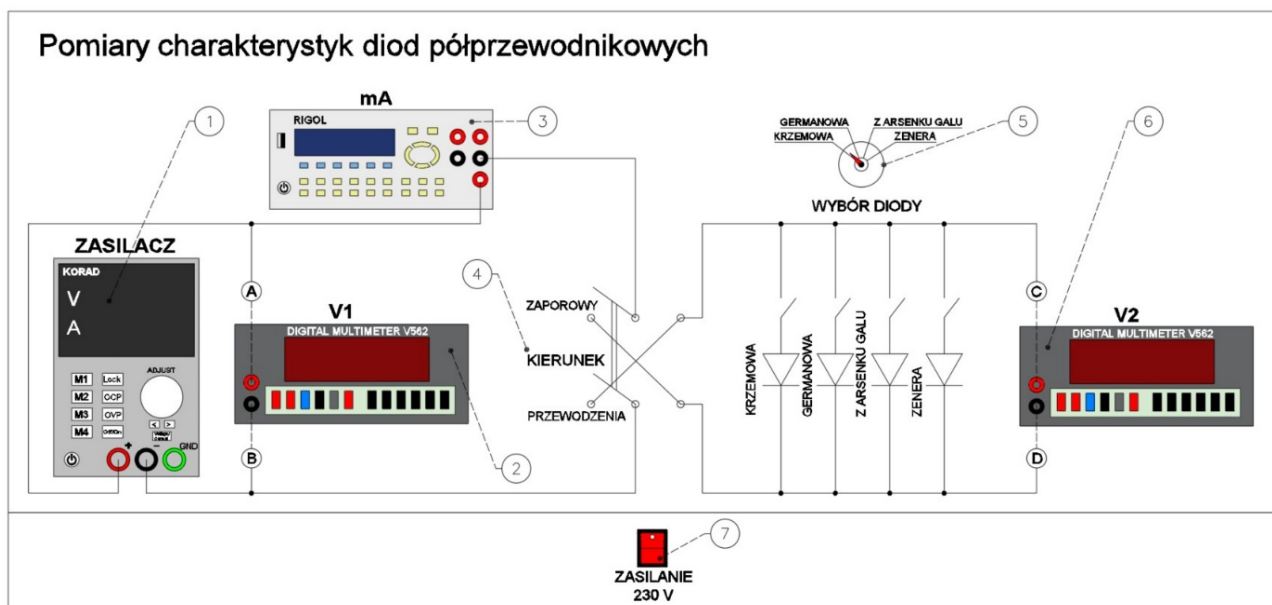 Pomiary charakterystyk diod półprzewodnikowych
mA
RIGOL
1
3
5
6
GERMANOWA
Z ARSENKU GALU
KRZEMOWA
ZENERA
WYBÓR DIODY
ZASILACZ
KORAD
V
A
A
C
4
V1
DIGITAL MULTIMETER V562
ZAPOROWY
KIERUNEK
PRZEWODZENIA
KRZEMOWA
GERMANOWA
Z ARSENKU GALU
ZENERA
V2
DIGITAL MULTIMETER V562
M1
Lock
ADJUST
M2
OCP
M3
OVP
M4
< >
+
-
GND
B
D
2
7
ZASILANIE
230 V